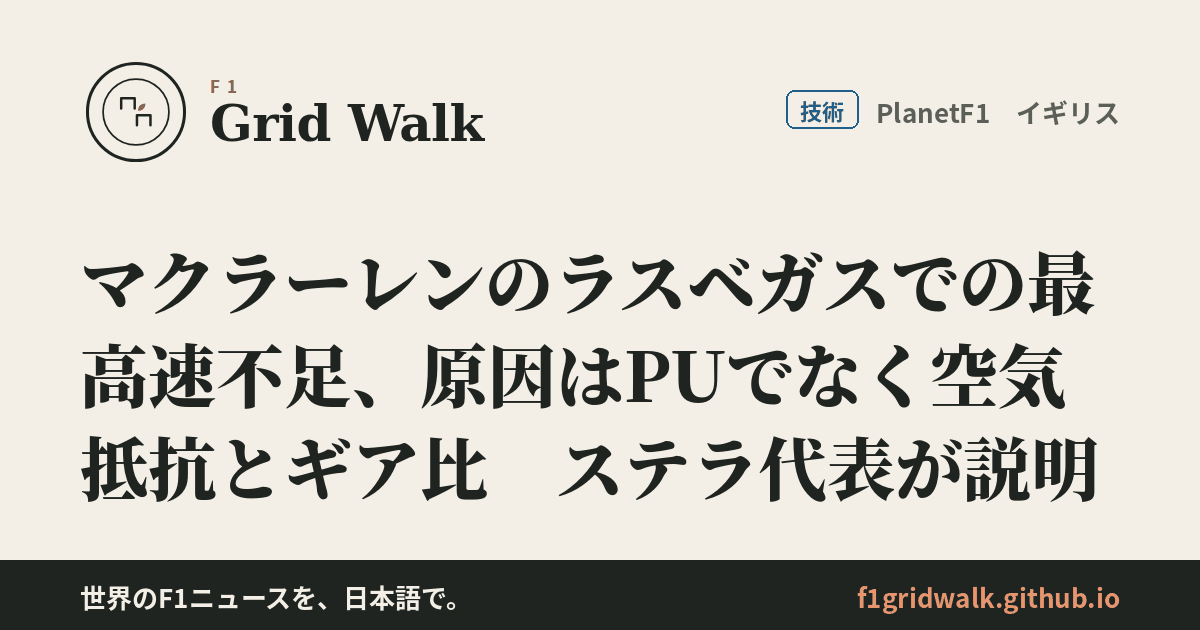 F1
Grid Walk
技術 PlanetF1　イギリス
マクラーレンのラスベガスでの最
高速不足、原因はPUでなく空気
抵抗とギア比　ステラ代表が説明
世界のF1ニュースを、日本語で。
f1gridwalk.github.io